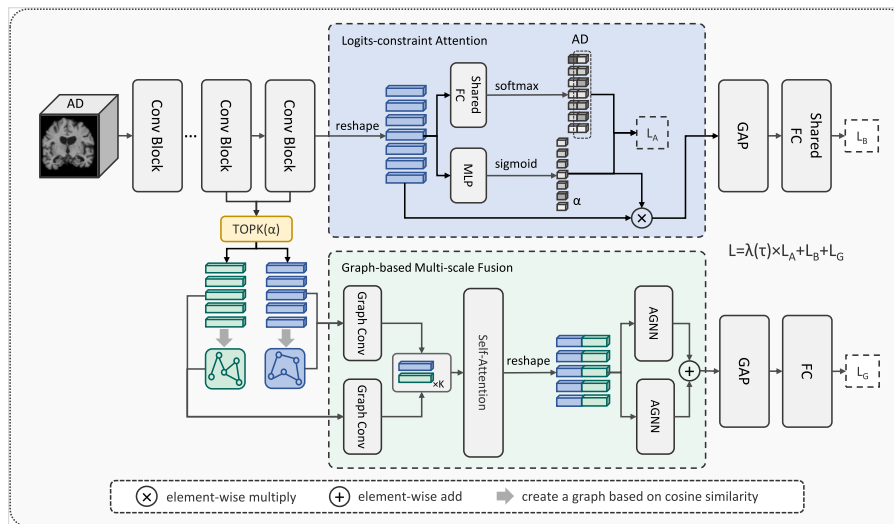 Logits-constraint Attention
AD
AD
Conv Block
...
Conv Block
Conv Block
reshape
Shared FC
softmax
MLP
sigmoid
α
L_A
GAP
Shared FC
L_B
TOPK(α)
L=λ(τ)×L_A+L_B+L_G
Graph-based Multi-scale Fusion
Graph Conv
Graph Conv
×K
Self-Attention
reshape
AGNN
AGNN
GAP
FC
L_G
element-wise multiply
element-wise add
create a graph based on cosine similarity